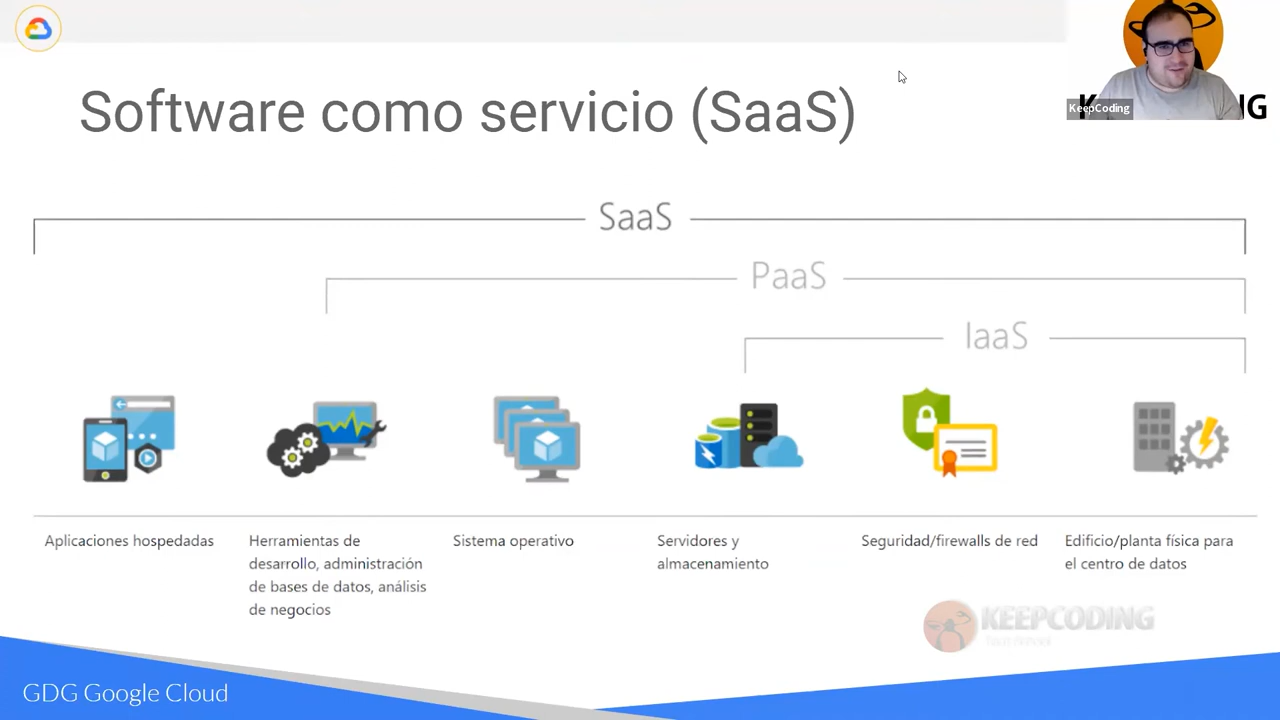 Software como servicio (SaaS)
KeepCoding
SaaS
PaaS
IaaS
Aplicaciones hospedadas
Herramientas de
desarrollo, administración
de bases de datos, análisis
de negocios
Sistema operativo
Servidores y
almacenamiento
Seguridad/firewalls de red
Edificio/planta física para
el centro de datos
KEEPCODING
GDG Google Cloud